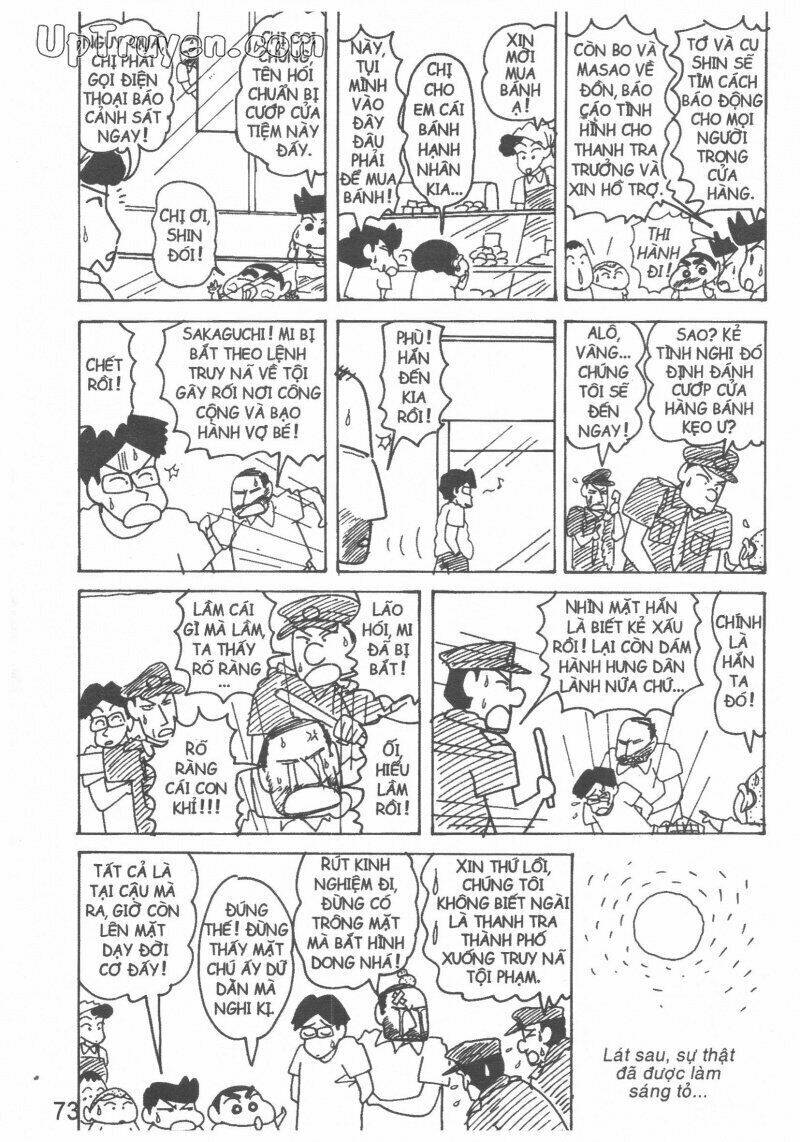 TỚ VÀ CU
SHIN SẼ
TÌM CÁCH
BÁO ĐỘNG
CHO MỌI
NGƯỜI
TRONG
CỬA
HÀNG.
CÒN BO VÀ
MASAO VỀ
ĐỒN, BÁO
CÁO TÌNH
HÌNH CHO
THANH TRA
TRƯỞNG VÀ
XIN HỖ TRỢ.
THI
HÀNH
ĐI!
XIN
MỜI
MUA
BÁNH
Ạ!
CHỊ
CHO
EM CÁI
BÁNH
HẠNH
NHÂN
KIA...
NÀY,
TỤI
MÌNH
VÀO
ĐÂY
ĐÂU
PHẢI
ĐỂ MUA
BÁNH!
CHỪNG,
TÊN HÓI
CHUẨN BỊ
CƯỚP CỬA
TIỆM NÀY
ĐẤY.
CHỊ ƠI,
SHIN
ĐÓI!
NGUY QUÁ
CHỊ PHẢI
GỌI ĐIỆN
THOẠI BÁO
CẢNH SÁT
NGAY!
SAO? KẺ
TÌNH NGHI ĐÓ
ĐỊNH ĐÁNH
CƯỚP CỬA
HÀNG BÁNH
KẸO Ư?
ALÔ,
VÂNG...
CHÚNG
TÔI SẼ
ĐẾN
NGAY!
PHÙ!
HẮN
ĐẾN
KIA
RỒI!
SAKAGUCHI! MI BỊ
BẮT THEO LỆNH
TRUY NÃ VỀ TỘI
GÂY RỐI NƠI CÔNG
CỘNG VÀ BẠO
HÀNH VỢ BÉ!
CHẾT
RỒI!
CHÍNH
LÀ
HẮN
TA
ĐÓ!
NHÌN MẶT HẮN
LÀ BIẾT KẺ XẤU
RỒI! LẠI CÒN DÁM
HÀNH HUNG DÂN
LÀNH NỮA CHỨ...
LÃO
HÓI, MI
ĐÃ BỊ
BẮT!
ỐI,
HIỂU
LẦM
RỒI!
LẦM CÁI
GÌ MÀ LẦM,
TA THẤY
RÕ RÀNG
...
RÕ
RÀNG
CÁI CON
KHỈ!!!
Lát sau, sự thật
đã được làm
sáng tỏ...
XIN THỨ LỖI,
CHÚNG TÔI
KHÔNG BIẾT NGÀI
LÀ THANH TRA
THÀNH PHỐ
XUỐNG TRUY NÃ
TỘI PHẠM.
RÚT KINH
NGHIỆM ĐI,
ĐỪNG CÓ
TRÔNG MẶT
MÀ BẮT HÌNH
DONG NHÁ!
ĐÚNG
THẾ! ĐỪNG
THẤY MẶT
CHÚ ẤY DỮ
DẰN MÀ
NGHI KỊ.
TẤT CẢ LÀ
TẠI CẬU MÀ
RA, GIỜ CÒN
LÊN MẶT
DẠY ĐỜI
CƠ ĐẤY!
73
UpTruyen.com